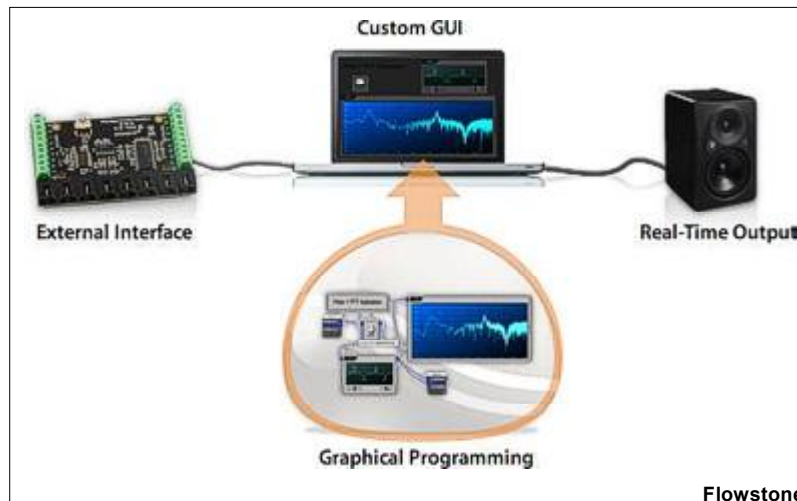 Custom GUI
External Interface
Real-Time Output
Graphical Programming
Flowstone